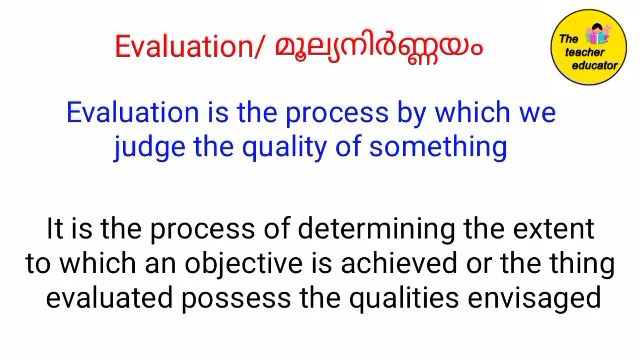 Evaluation/ മൂല്യനിർണ്ണയം
The
teacher
educator
Evaluation is the process by which we
judge the quality of something
It is the process of determining the extent
to which an objective is achieved or the thing
evaluated possess the qualities envisaged